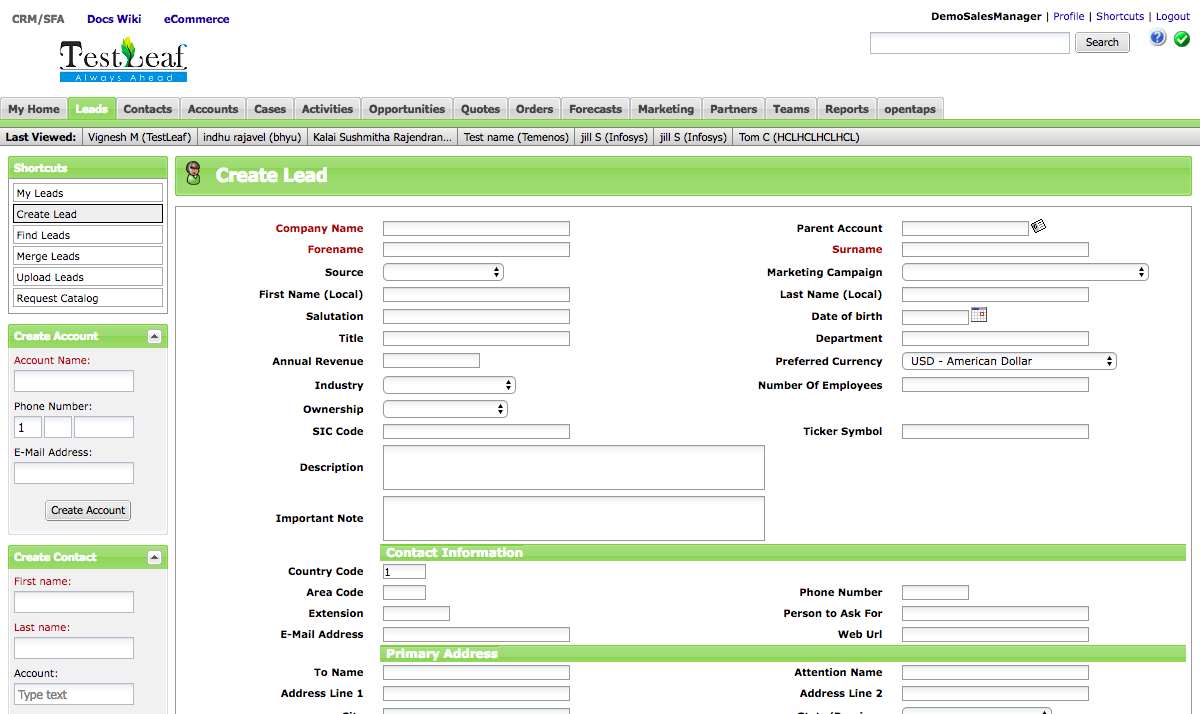 CRM/SFA Docs Wiki eCommerce
DemoSalesManager | Profile | Shortcuts | Logout
Search
TestLeaf
Always Ahead
My Home Leads Contacts Accounts Cases Activities Opportunities Quotes Orders Forecasts Marketing Partners Teams Reports opentaps
Last Viewed: Vignesh M (TestLeaf) indhu rajavel (bhyu) Kalai Sushmitha Rajendran... Test name (Temenos) jill S (Infosys) jill S (Infosys) Tom C (HCLHCLHCLHCL)
Shortcuts
My Leads
Create Lead
Find Leads
Merge Leads
Upload Leads
Request Catalog
Create Account
Account Name:
Phone Number:
1
E-Mail Address:
Create Account
Create Contact
First name:
Last name:
Account:
Type text
Create Lead
Company Name Parent Account
Forename Surname
Source Marketing Campaign
First Name (Local) Last Name (Local)
Salutation Date of birth
Title Department
Annual Revenue Preferred Currency USD - American Dollar
Industry Number Of Employees
Ownership
SIC Code Ticker Symbol
Description
Important Note
Contact Information
Country Code 1
Area Code Phone Number
Extension Person to Ask For
E-Mail Address Web Url
Primary Address
To Name Attention Name
Address Line 1 Address Line 2